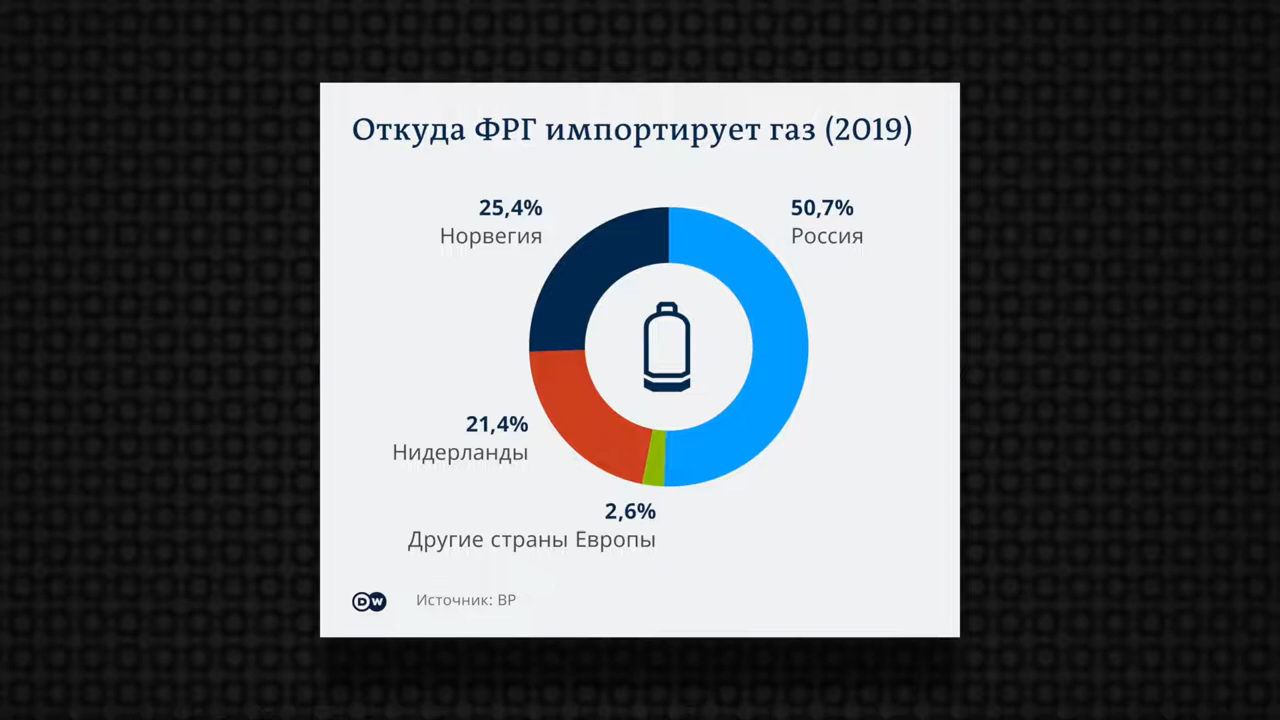 Откуда ФРГ импортирует газ (2019)
25,4%
Норвегия
50,7%
Россия
21,4%
Нидерланды
2,6%
Другие страны Европы
DW
Источник: BP